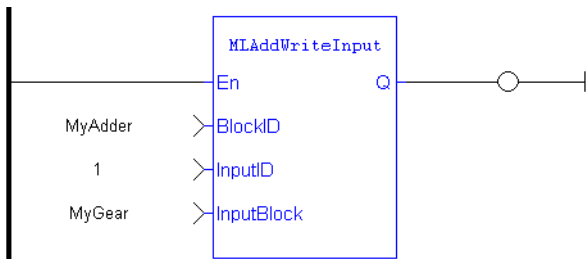 MLAddWriteInput
En Q
MyAdder BlockID
1 InputID
MyGear InputBlock